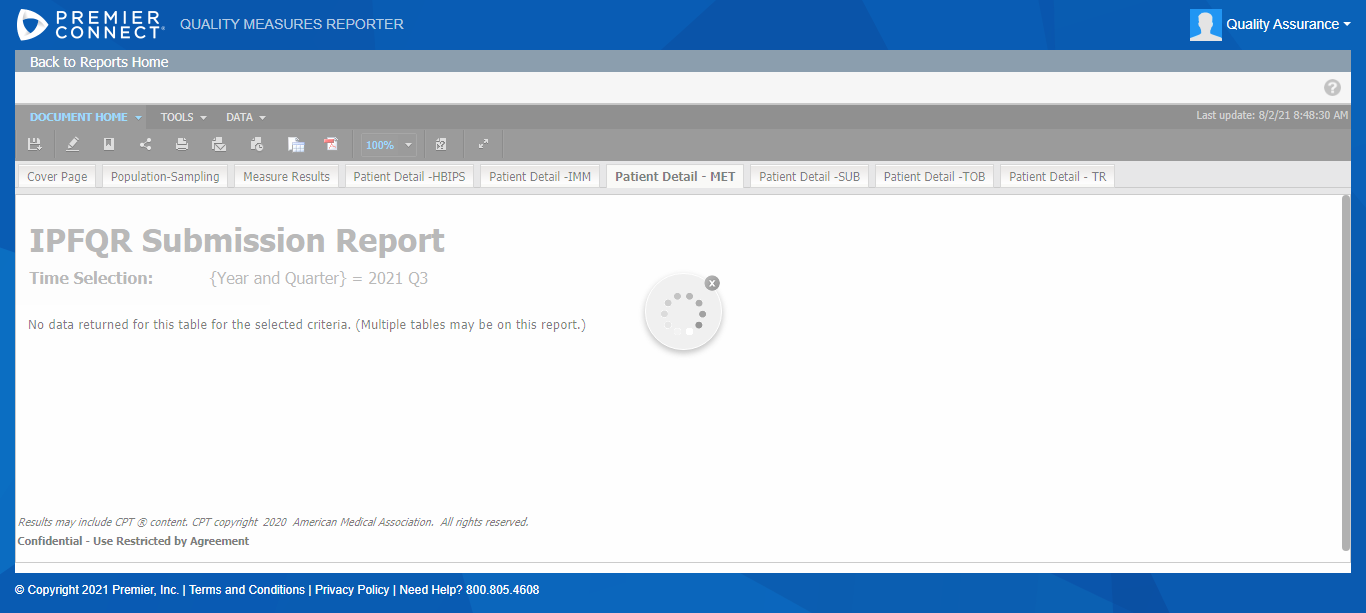 PREMIER
CONNECT® QUALITY MEASURES REPORTER
Quality Assurance
Back to Reports Home
?
DOCUMENT HOME TOOLS DATA Last update: 8/2/21 8:48:30 AM
100%
Cover Page Population-Sampling Measure Results Patient Detail -HBIPS Patient Detail -IMM Patient Detail - MET Patient Detail -SUB Patient Detail -TOB Patient Detail - TR
IPFQR Submission Report
Time Selection: {Year and Quarter} = 2021 Q3
x
No data returned for this table for the selected criteria. (Multiple tables may be on this report.)
Results may include CPT ® content. CPT copyright 2020 American Medical Association. All rights reserved.
Confidential - Use Restricted by Agreement
© Copyright 2021 Premier, Inc. | Terms and Conditions | Privacy Policy | Need Help? 800.805.4608